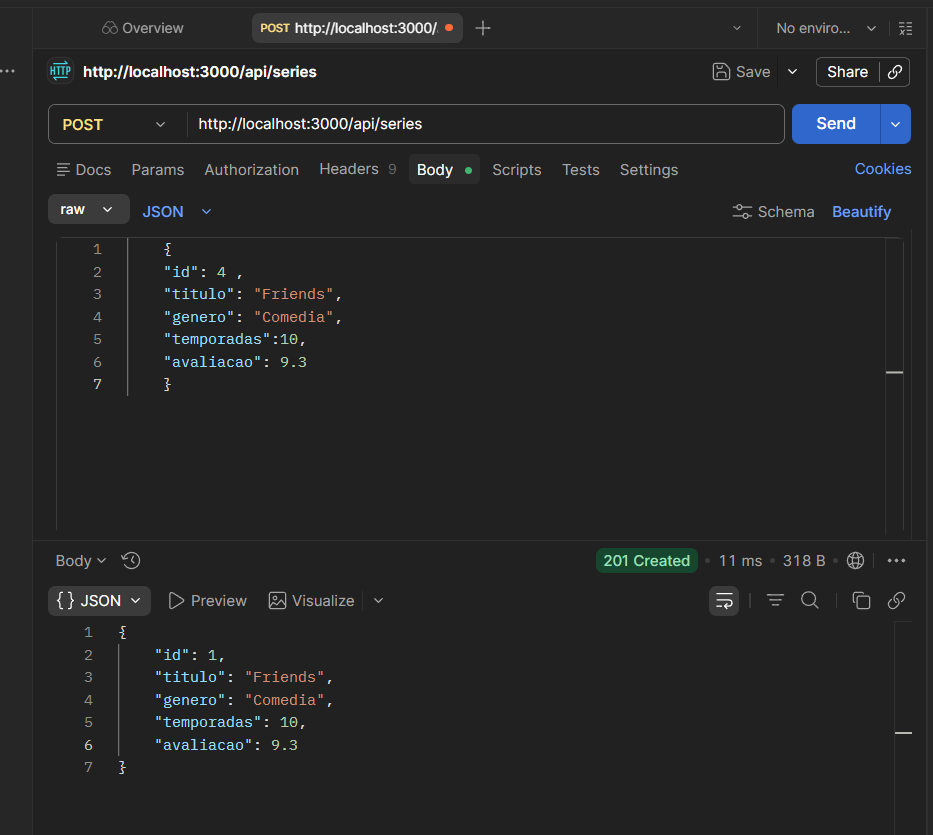 Overview
POST http://localhost:3000/.
No enviro...
HTTP http://localhost:3000/api/series
Save
Share
POST
http://localhost:3000/api/series
Send
Docs Params Authorization Headers 9 Body Scripts Tests Settings Cookies
raw JSON Schema Beautify
1 {
2 "id": 4 ,
3 "titulo": "Friends",
4 "genero": "Comedia",
5 "temporadas":10,
6 "avaliacao": 9.3
7 }
Body 201 Created 11 ms 318 B
{} JSON Preview Visualize
1 {
2 "id": 1,
3 "titulo": "Friends",
4 "genero": "Comedia",
5 "temporadas": 10,
6 "avaliacao": 9.3
7 }